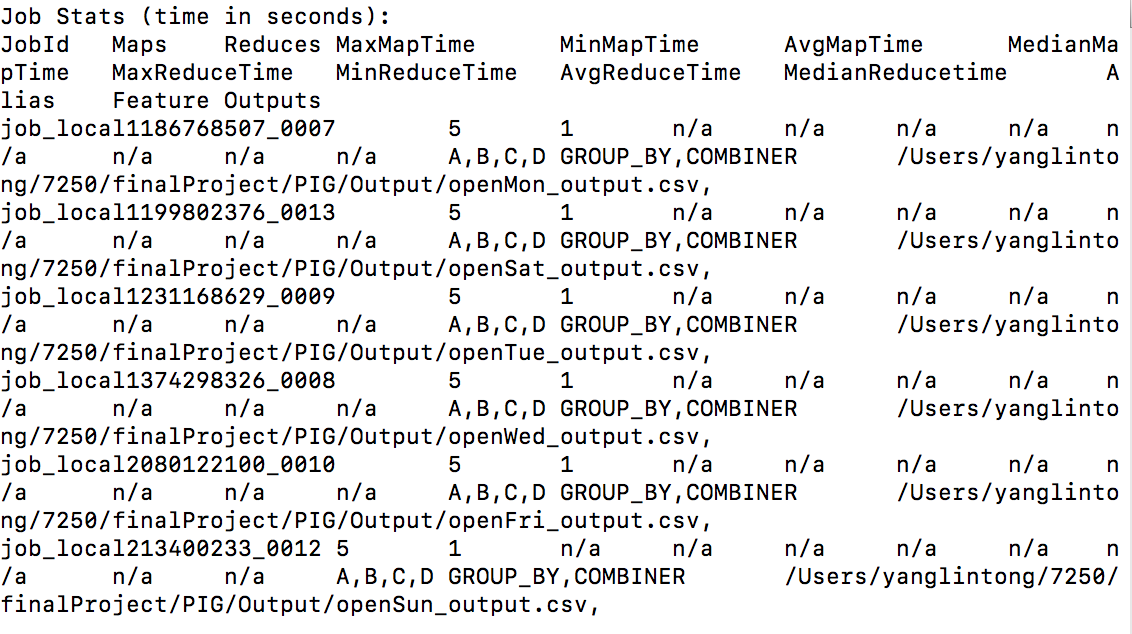 Job Stats (time in seconds):
JobId   Maps    Reduces MaxMapTime      MinMapTime      AvgMapTime      MedianMa
pTime   MaxReduceTime   MinReduceTime   AvgReduceTime   MedianReducetime        A
lias    Feature Outputs
job_local1186768507_0007        5       1       n/a     n/a     n/a     n/a     n
/a      n/a     n/a     n/a     A,B,C,D GROUP_BY,COMBINER       /Users/yanglinto
ng/7250/finalProject/PIG/Output/openMon_output.csv,
job_local1199802376_0013        5       1       n/a     n/a     n/a     n/a     n
/a      n/a     n/a     n/a     A,B,C,D GROUP_BY,COMBINER       /Users/yanglinto
ng/7250/finalProject/PIG/Output/openSat_output.csv,
job_local1231168629_0009        5       1       n/a     n/a     n/a     n/a     n
/a      n/a     n/a     n/a     A,B,C,D GROUP_BY,COMBINER       /Users/yanglinto
ng/7250/finalProject/PIG/Output/openTue_output.csv,
job_local1374298326_0008        5       1       n/a     n/a     n/a     n/a     n
/a      n/a     n/a     n/a     A,B,C,D GROUP_BY,COMBINER       /Users/yanglinto
ng/7250/finalProject/PIG/Output/openWed_output.csv,
job_local2080122100_0010        5       1       n/a     n/a     n/a     n/a     n
/a      n/a     n/a     n/a     A,B,C,D GROUP_BY,COMBINER       /Users/yanglinto
ng/7250/finalProject/PIG/Output/openFri_output.csv,
job_local213400233_0012 5       1       n/a     n/a     n/a     n/a     n
/a      n/a     n/a     A,B,C,D GROUP_BY,COMBINER       /Users/yanglintong/7250/
finalProject/PIG/Output/openSun_output.csv,